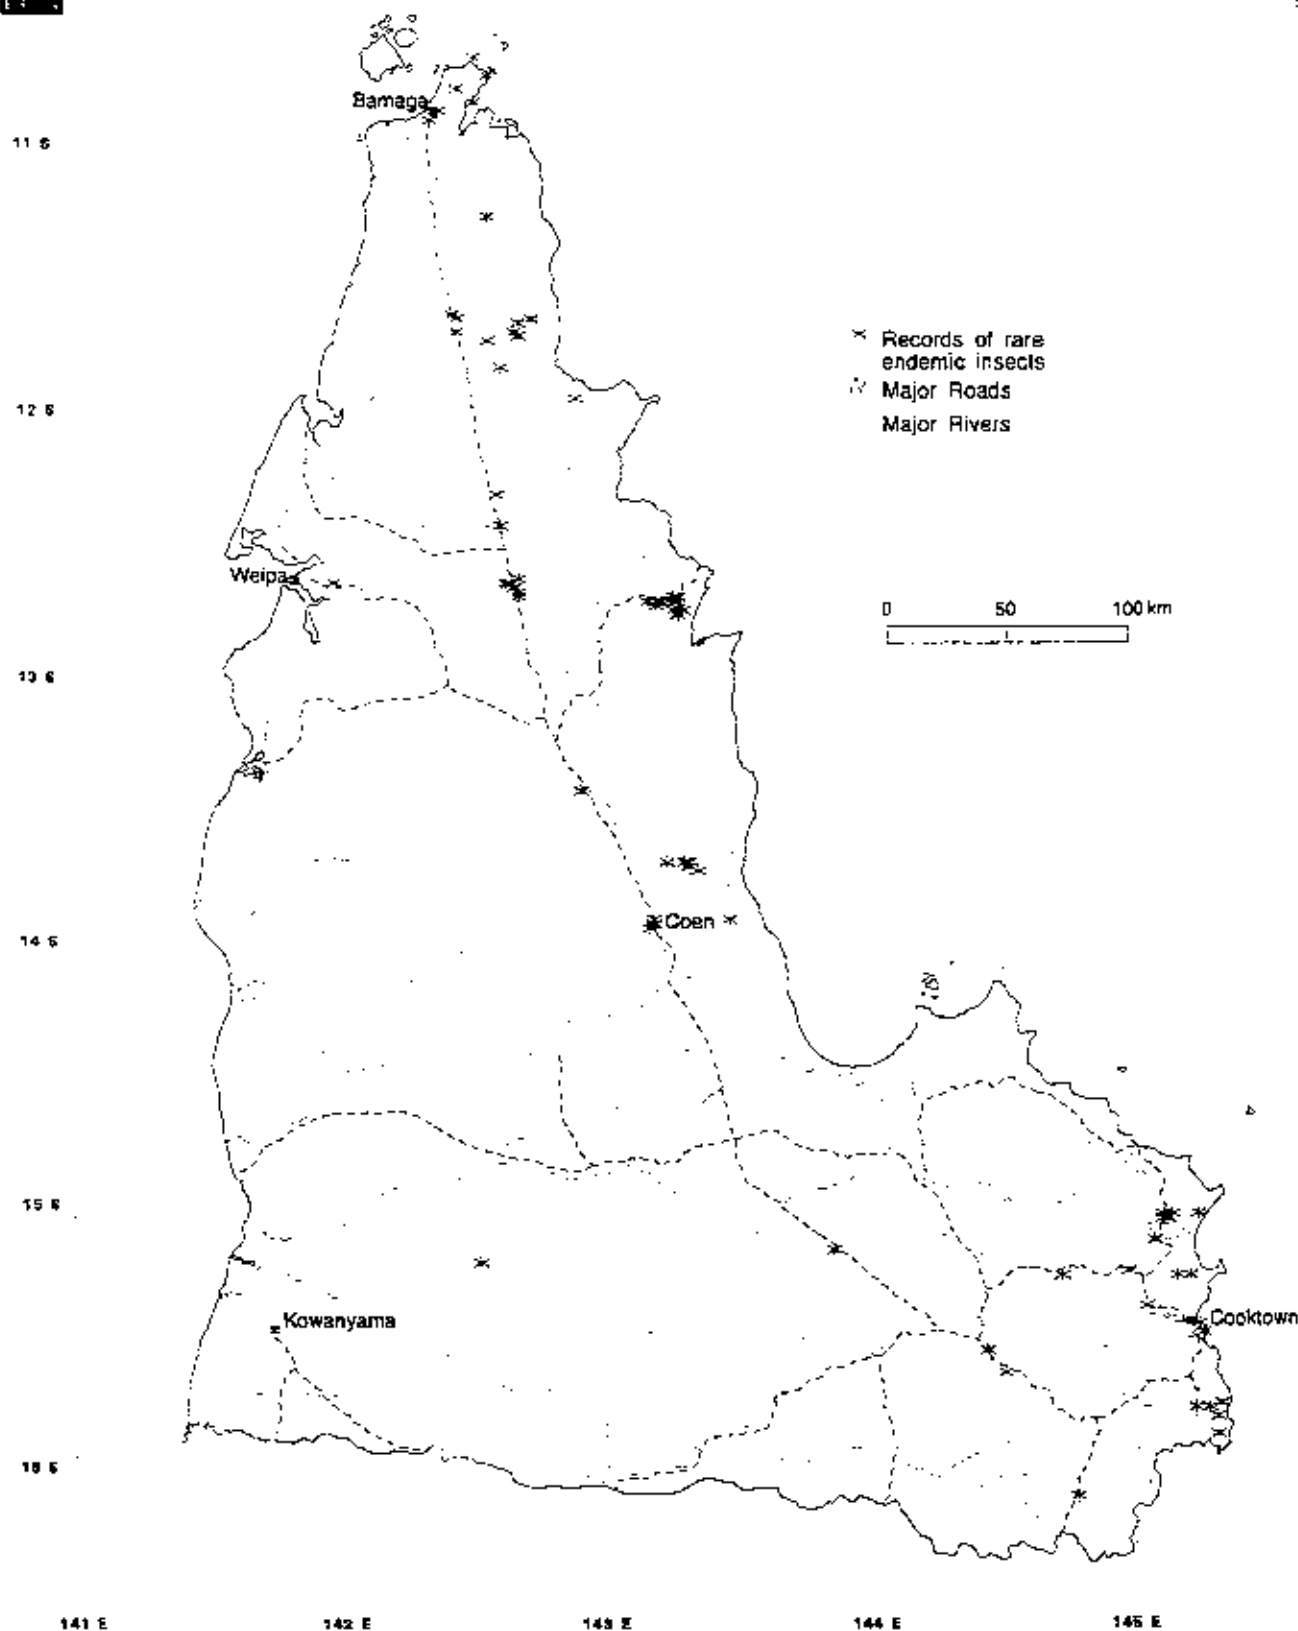 Bamaga
11 S
Records of rare
endemic insects
Major Roads
Major Rivers
12 S
Weipa
0 50 100 km
13 S
Coen
14 S
15 S
Kowanyama
Cooktown
16 S
141 E 142 E 143 E 144 E 145 E